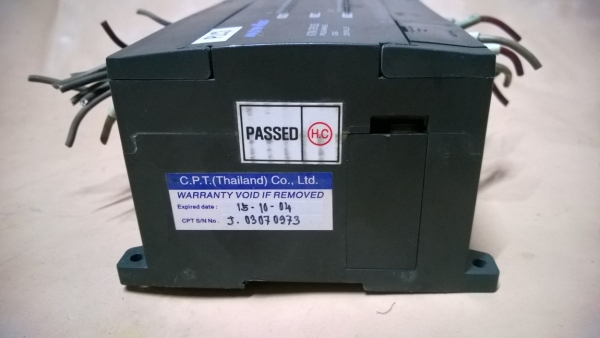 PASSED H.C
C.P.T.(Thailand) Co., Ltd.
WARRANTY VOID IF REMOVED
Expired date : 15-10-04
CPT S/N No. : J. 03070973